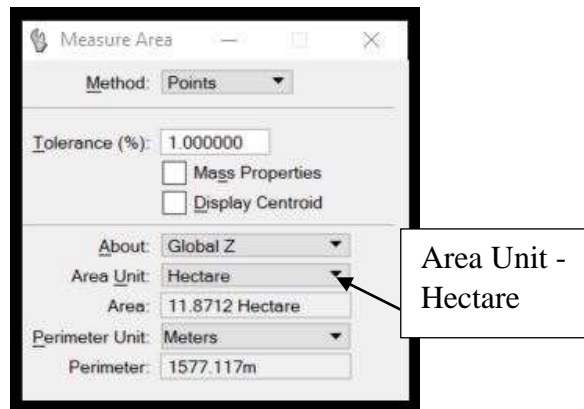 Measure Area
Method: Points
Tolerance (%): 1.000000
Mass Properties
Display Centroid
About: Global Z
Area Unit: Hectare
Area: 11.8712 Hectare
Perimeter Unit: Meters
Perimeter: 1577.117m
Area Unit -
Hectare